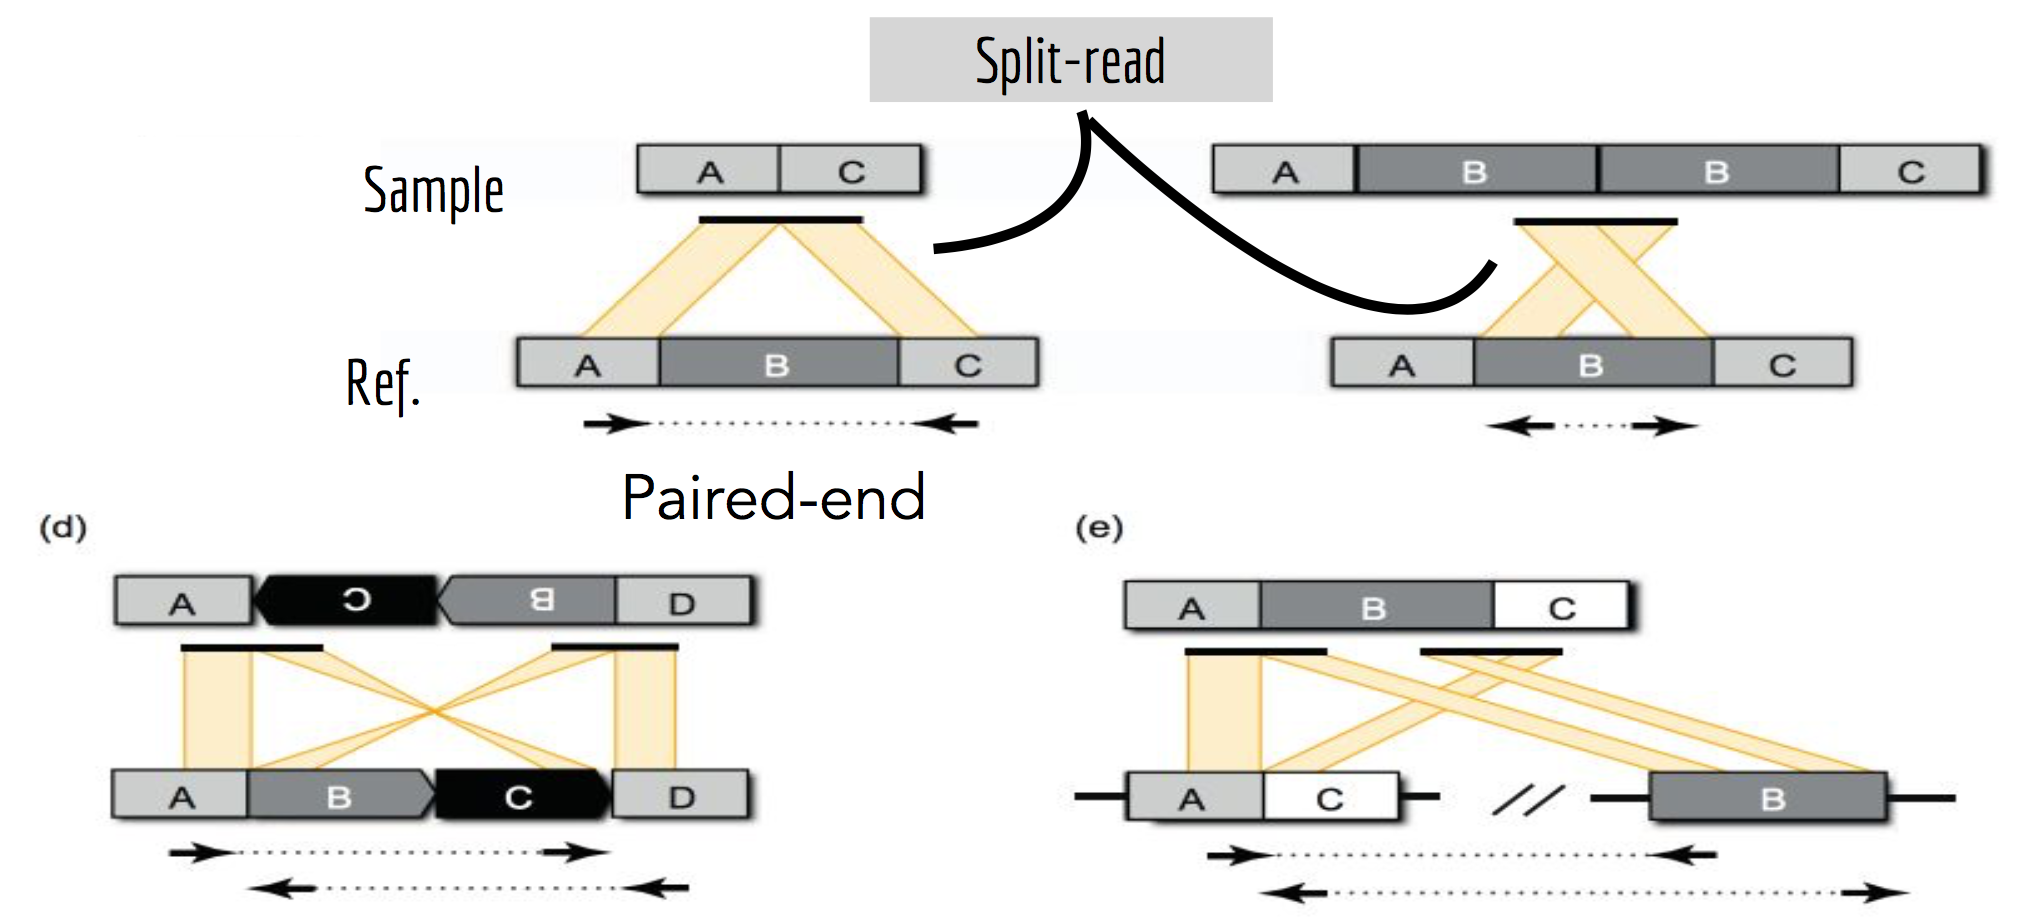 Split-read
Sample
A C
A B B C
Ref.
A B C
A B C
Paired-end
(d)
(e)
A C B D
A B C
A B C D
A C
B